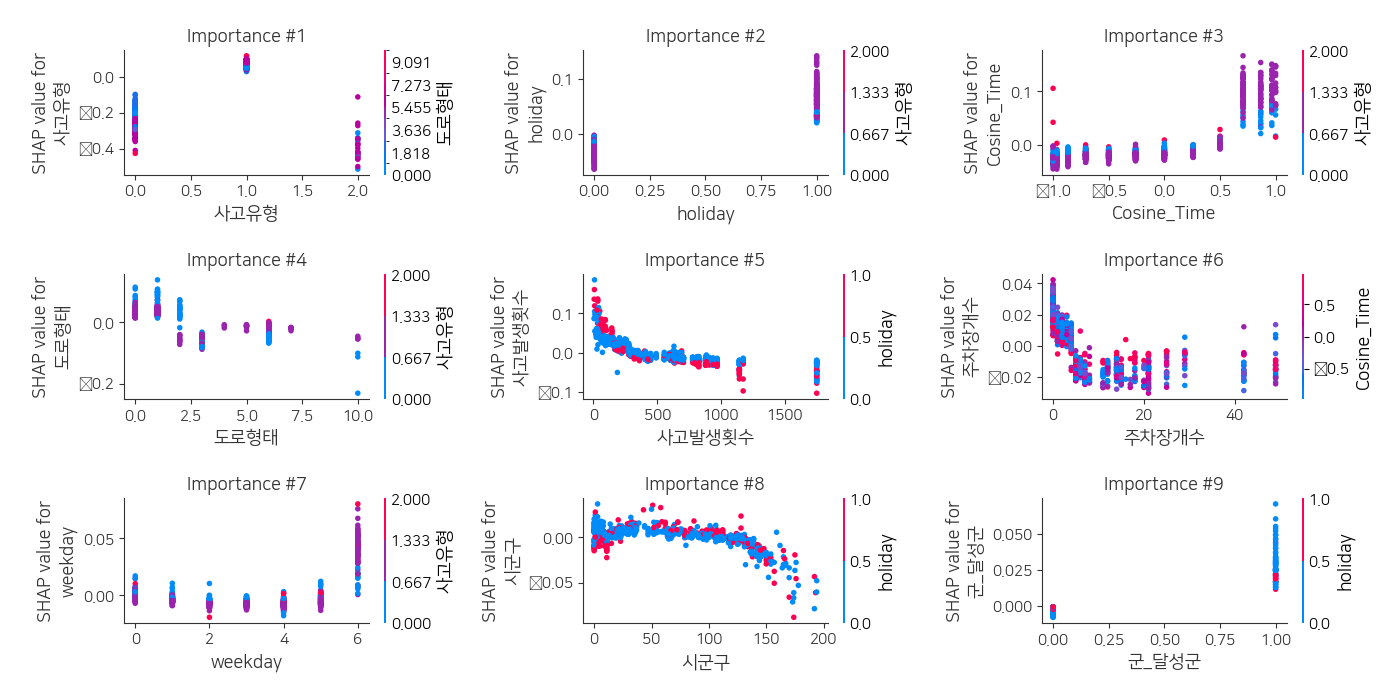 Importance #1
SHAP value for
사고유형
0.0
0.2
0.4
0.0
0.5
1.0
1.5
2.0
사고유형
9.091
7.273
5.455
3.636
1.818
0.000
도로형태
Importance #2
SHAP value for
holiday
0.1
0.0
0.00
0.25
0.50
0.75
1.00
holiday
2.000
1.333
0.667
0.000
사고유형
Importance #3
SHAP value for
Cosine_Time
0.1
0.0
1.0
0.5
0.0
0.5
1.0
Cosine_Time
2.000
1.333
0.667
0.000
사고유형
Importance #4
SHAP value for
도로형태
0.0
0.2
0.0
2.5
5.0
7.5
10.0
도로형태
2.000
1.333
0.667
0.000
사고유형
Importance #5
SHAP value for
사고발생횟수
0.1
0.0
0.1
0
500
1000
1500
사고발생횟수
1.0
0.5
0.0
holiday
Importance #6
SHAP value for
주차장개수
0.04
0.02
0.00
0.02
0
20
40
주차장개수
0.5
0.0
0.5
Cosine_Time
Importance #7
SHAP value for
weekday
0.05
0.00
0
2
4
6
weekday
2.000
1.333
0.667
0.000
사고유형
Importance #8
SHAP value for
시군구
0.00
0.05
0
50
100
150
200
시군구
1.0
0.5
0.0
holiday
Importance #9
SHAP value for
군_달성군
0.050
0.025
0.000
0.00
0.25
0.50
0.75
1.00
군_달성군
1.0
0.5
0.0
holiday